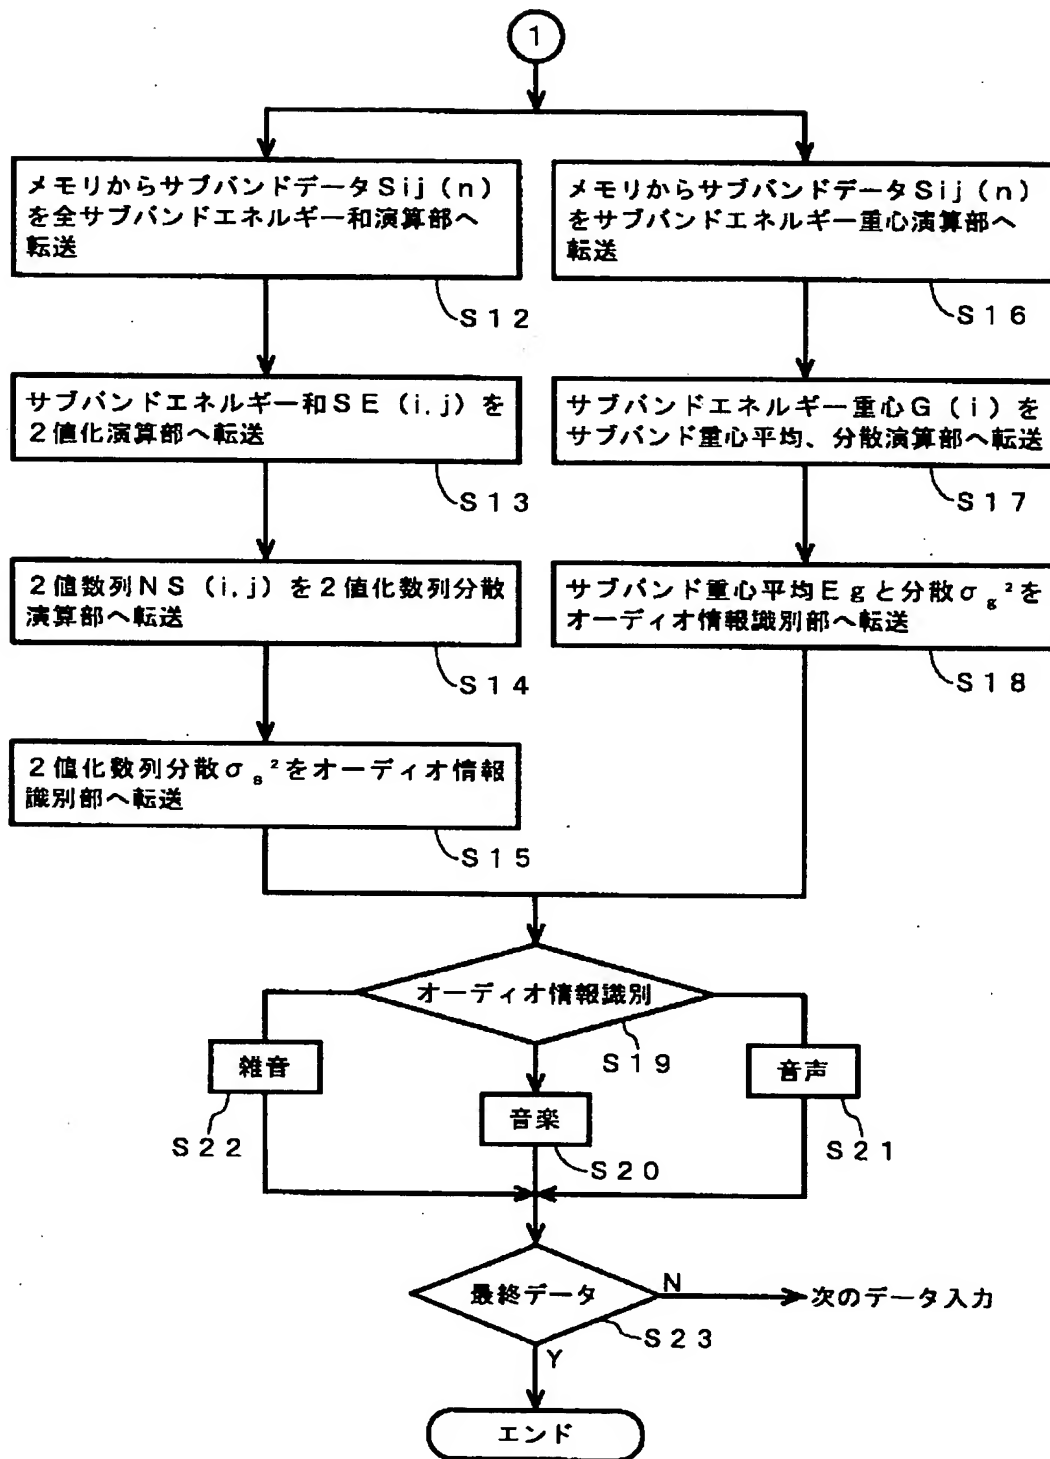 1
メモリからサブバンドデータSij(n)
を全サブバンドエネルギー和演算部へ
転送
S12
サブバンドエネルギー和SE(i,j)を
2値化演算部へ転送
S13
2値数列NS(i,j)を2値化数列分散
演算部へ転送
S14
2値化数列分散σs²をオーディオ情報
識別部へ転送
S15
メモリからサブバンドデータSij(n)
をサブバンドエネルギー重心演算部へ
転送
S16
サブバンドエネルギー重心G(i)を
サブバンド重心平均、分散演算部へ転送
S17
サブバンド重心平均Egと分散σg²を
オーディオ情報識別部へ転送
S18
オーディオ情報識別
S19
雑音
S22
音楽
S20
音声
S21
最終データ
N
次のデータ入力
S23
Y
エンド